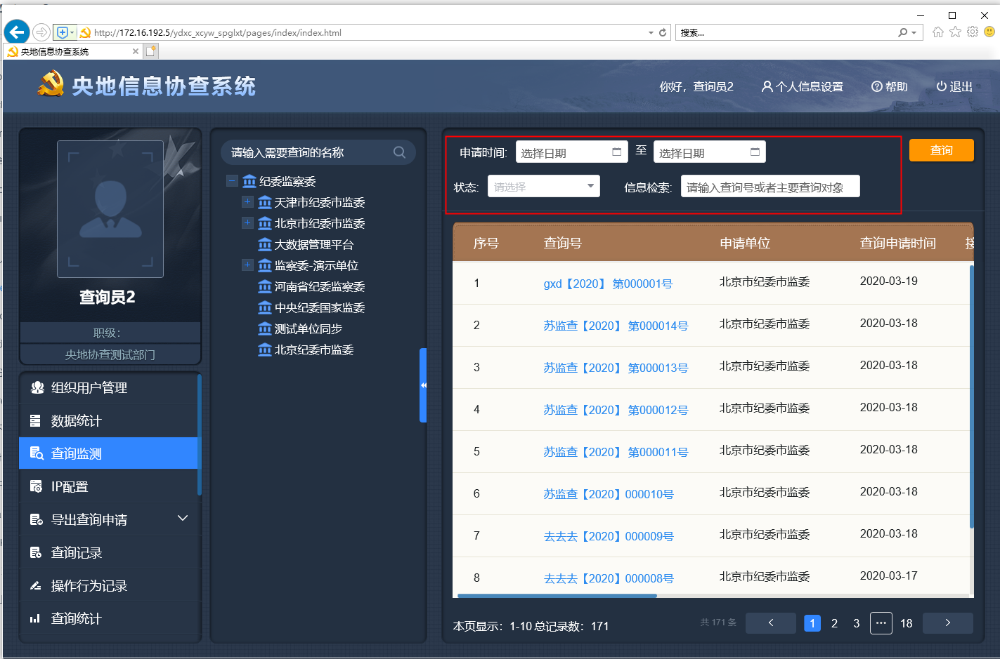 http://172.16.192.5/ydxc_xcyw_spglxt/pages/index/index.html
搜索...
央地信息协查系统
央地信息协查系统
你好，查询员2
个人信息设置
帮助
退出
查询员2
职级：
央地协查测试部门
组织用户管理
数据统计
查询监测
IP配置
导出查询申请
查询记录
操作行为记录
查询统计
请输入需要查询的名称
纪委监察委
天津市纪委市监委
北京市纪委市监委
大数据管理平台
监察委-演示单位
河南省纪委监察委
中央纪委国家监委
测试单位同步
北京纪委市监委
申请时间: 选择日期 至 选择日期
查询
状态: 请选择 信息检索: 请输入查询号或者主要查询对象
序号 查询号 申请单位 查询申请时间
1 gxd【2020】 第000001号 北京市纪委市监委 2020-03-19
2 苏监查【2020】 第000014号 北京市纪委市监委 2020-03-18
3 苏监查【2020】 第000013号 北京市纪委市监委 2020-03-18
4 苏监查【2020】 第000012号 北京市纪委市监委 2020-03-18
5 苏监查【2020】 第000011号 北京市纪委市监委 2020-03-18
6 苏监查【2020】000010号 北京市纪委市监委 2020-03-18
7 去去去【2020】000009号 北京市纪委市监委 2020-03-18
8 去去去【2020】000008号 北京市纪委市监委 2020-03-17
本页显示：1-10 总记录数：171
共 171 条
1 2 3 ··· 18